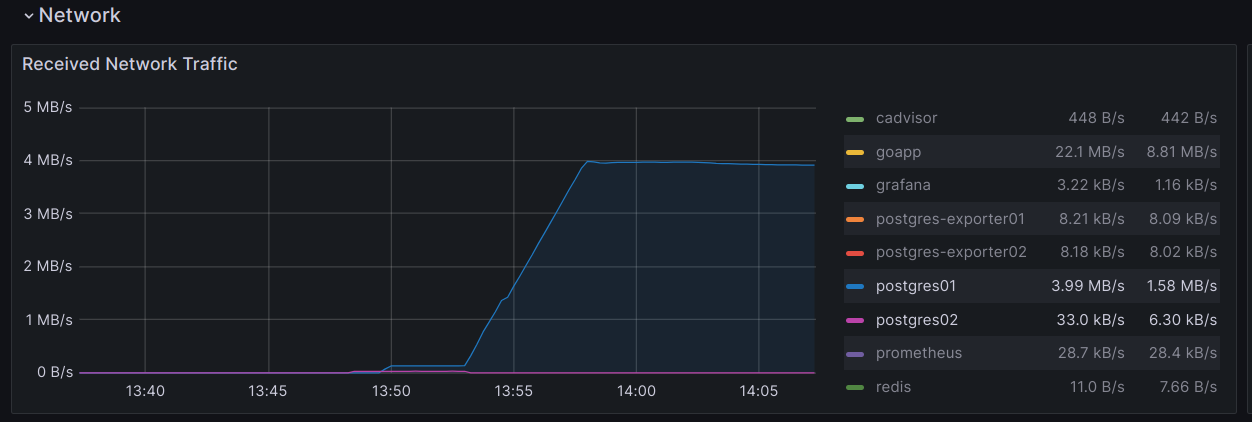 Network
Received Network Traffic
5 MB/s
4 MB/s
3 MB/s
2 MB/s
1 MB/s
0 B/s
13:40 13:45 13:50 13:55 14:00 14:05
cadvisor 448 B/s 442 B/s
goapp 22.1 MB/s 8.81 MB/s
grafana 3.22 kB/s 1.16 kB/s
postgres-exporter01 8.21 kB/s 8.09 kB/s
postgres-exporter02 8.18 kB/s 8.02 kB/s
postgres01 3.99 MB/s 1.58 MB/s
postgres02 33.0 kB/s 6.30 kB/s
prometheus 28.7 kB/s 28.4 kB/s
redis 11.0 B/s 7.66 B/s